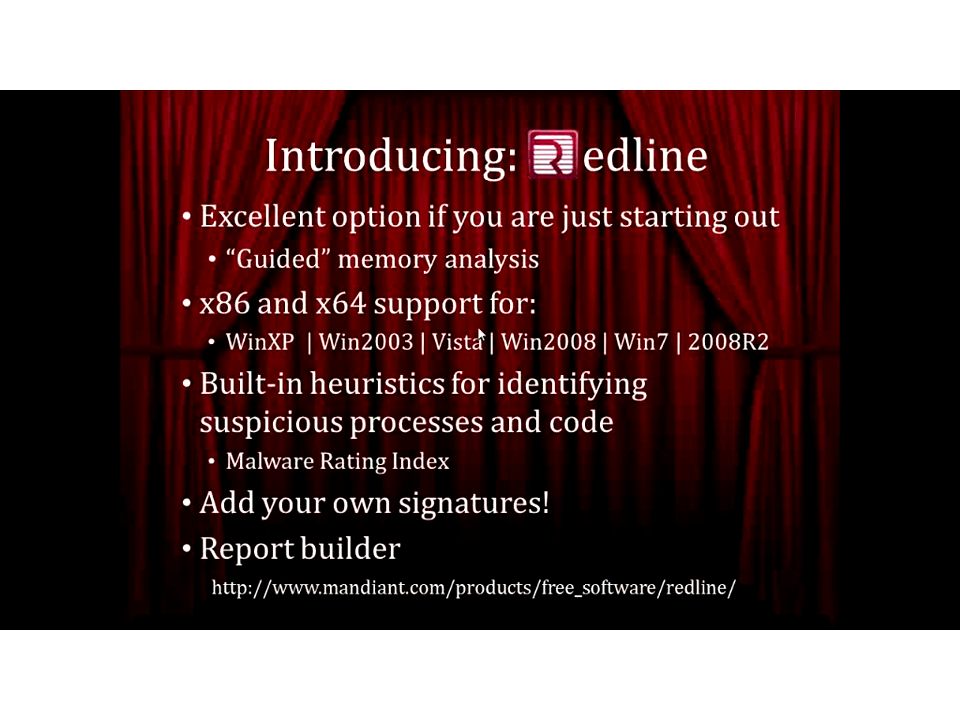 Introducing: Redline
• Excellent option if you are just starting out
• “Guided” memory analysis
• x86 and x64 support for:
• WinXP | Win2003 | Vista | Win2008 | Win7 | 2008R2
• Built-in heuristics for identifying
suspicious processes and code
• Malware Rating Index
• Add your own signatures!
• Report builder
http://www.mandiant.com/products/free_software/redline/